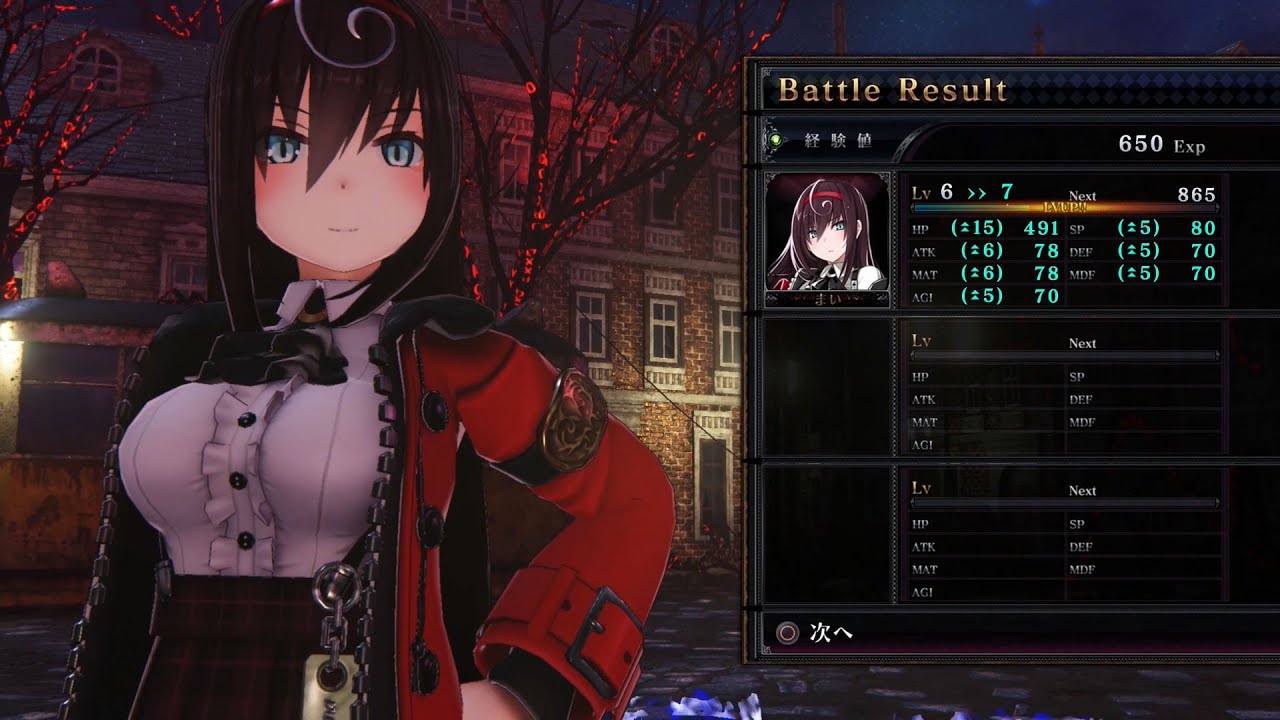 Battle Result
経験値 650 Exp
Lv 6 >> 7 Next 865
LVUP!!
HP (⌃15) 491 SP (⌃5) 80
ATK (⌃6) 78 DEF (⌃5) 70
MAT (⌃6) 78 MDF (⌃5) 70
AGI (⌃5) 70
まい
Lv Next
HP SP
ATK DEF
MAT MDF
AGI
Lv Next
HP SP
ATK DEF
MAT MDF
AGI
次へ